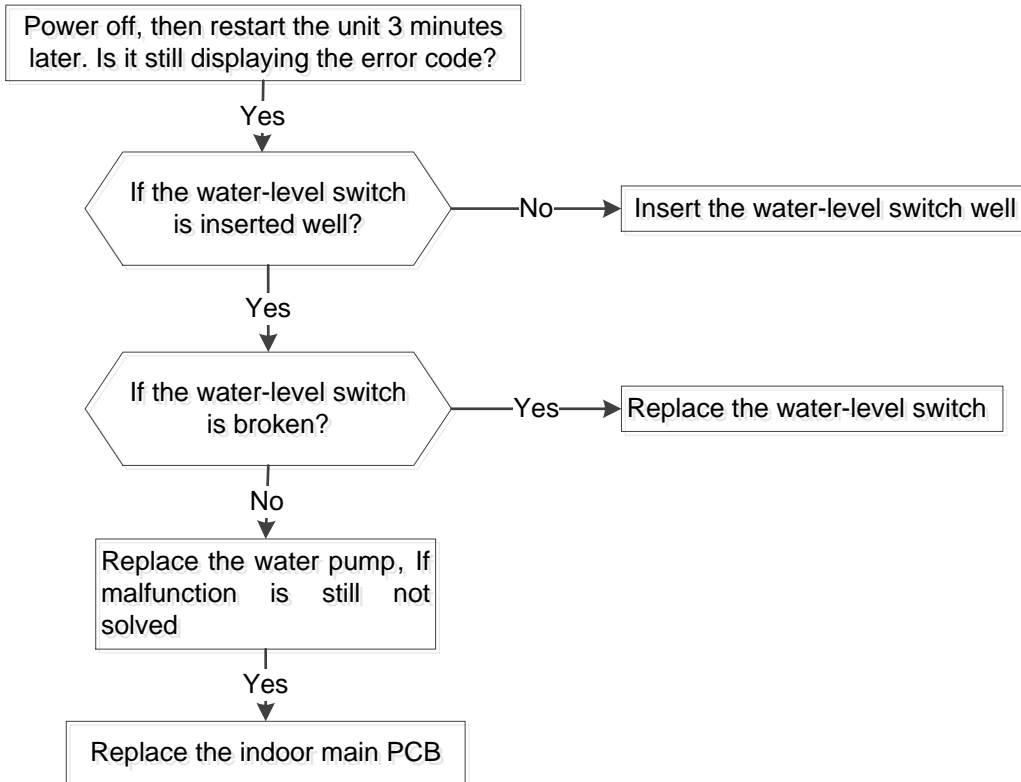 Power off, then restart the unit 3 minutes
later. Is it still displaying the error code?
Yes
If the water-level switch
is inserted well?
No
Insert the water-level switch well
Yes
If the water-level switch
is broken?
Yes
Replace the water-level switch
No
Replace the water pump, If
malfunction is still not
solved
Yes
Replace the indoor main PCB